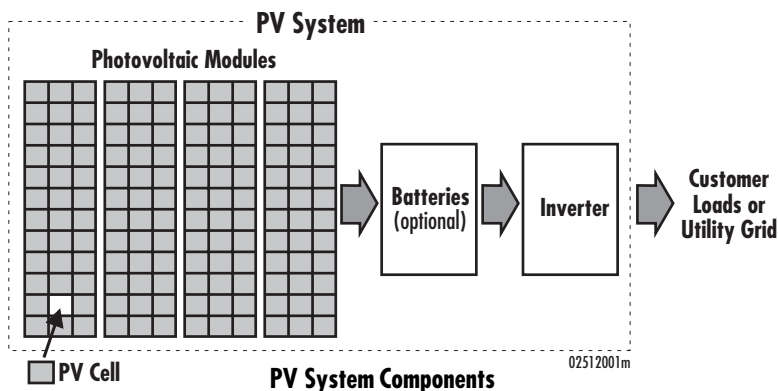 PV System
Photovoltaic Modules
Batteries
(optional)
Inverter
Customer
Loads or
Utility Grid
PV Cell
PV System Components
02512001m